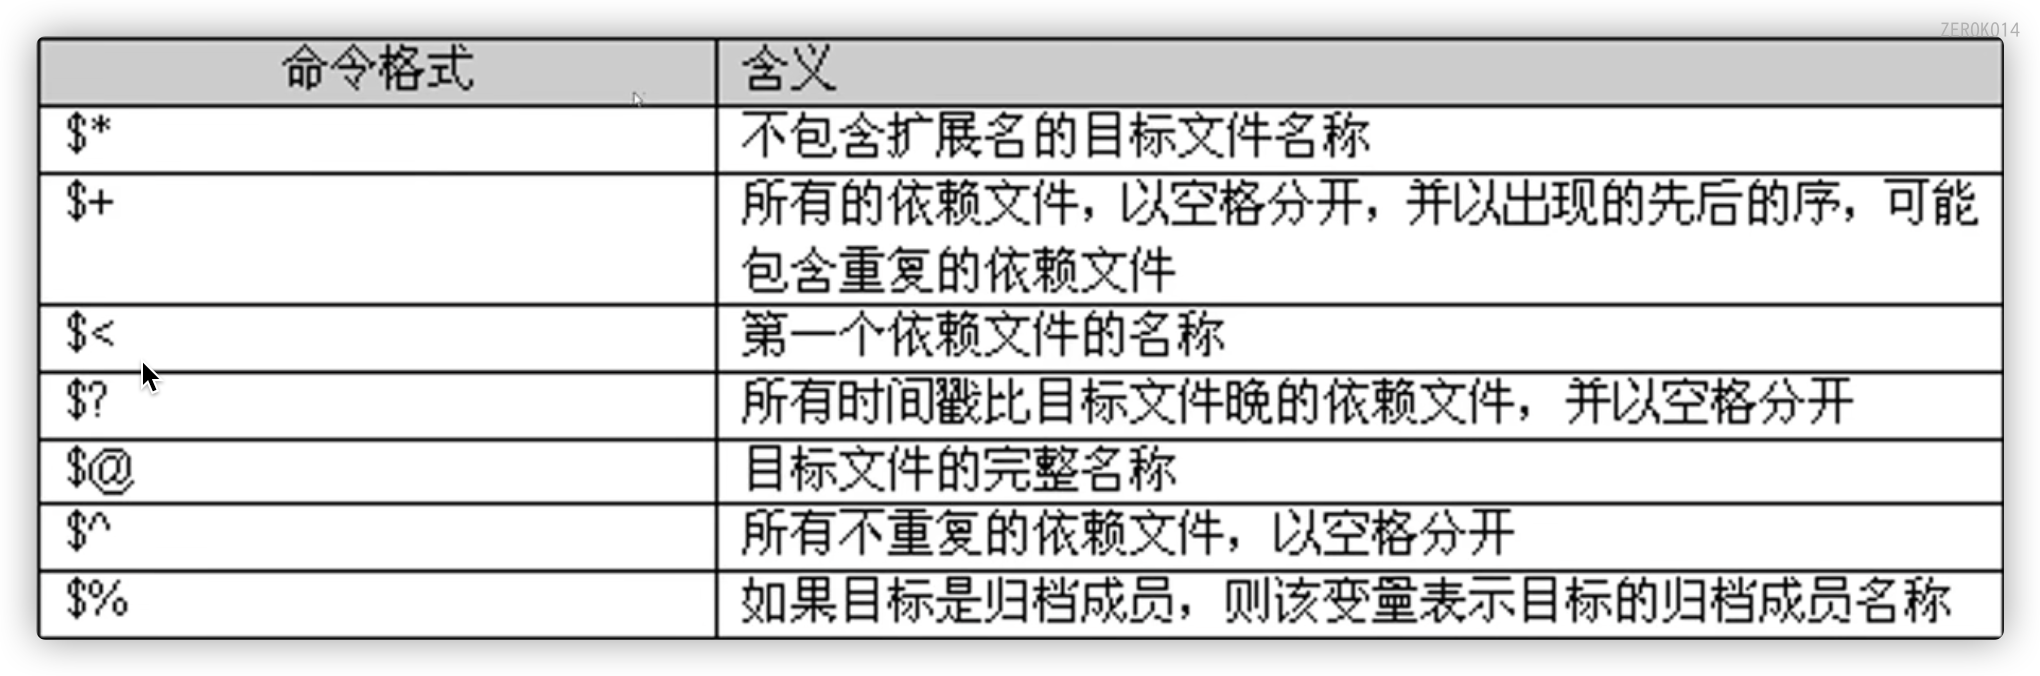 ZEROK014
命令格式 含义
$* 不包含扩展名的目标文件名称
$+ 所有的依赖文件，以空格分开，并以出现的先后的序，可能
包含重复的依赖文件
$< 第一个依赖文件的名称
$? 所有时间戳比目标文件晚的依赖文件，并以空格分开
$@ 目标文件的完整名称
$^ 所有不重复的依赖文件，以空格分开
$% 如果目标是归档成员，则该变量表示目标的归档成员名称